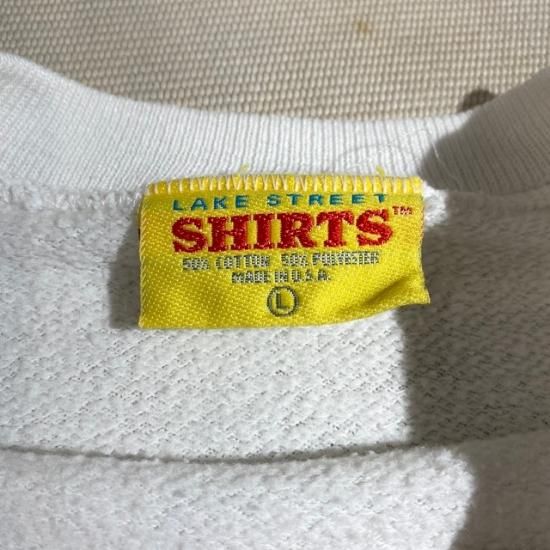 LAKE STREET
SHIRTS™
50% COTTON 50% POLYESTER
MADE IN U.S.A.
L